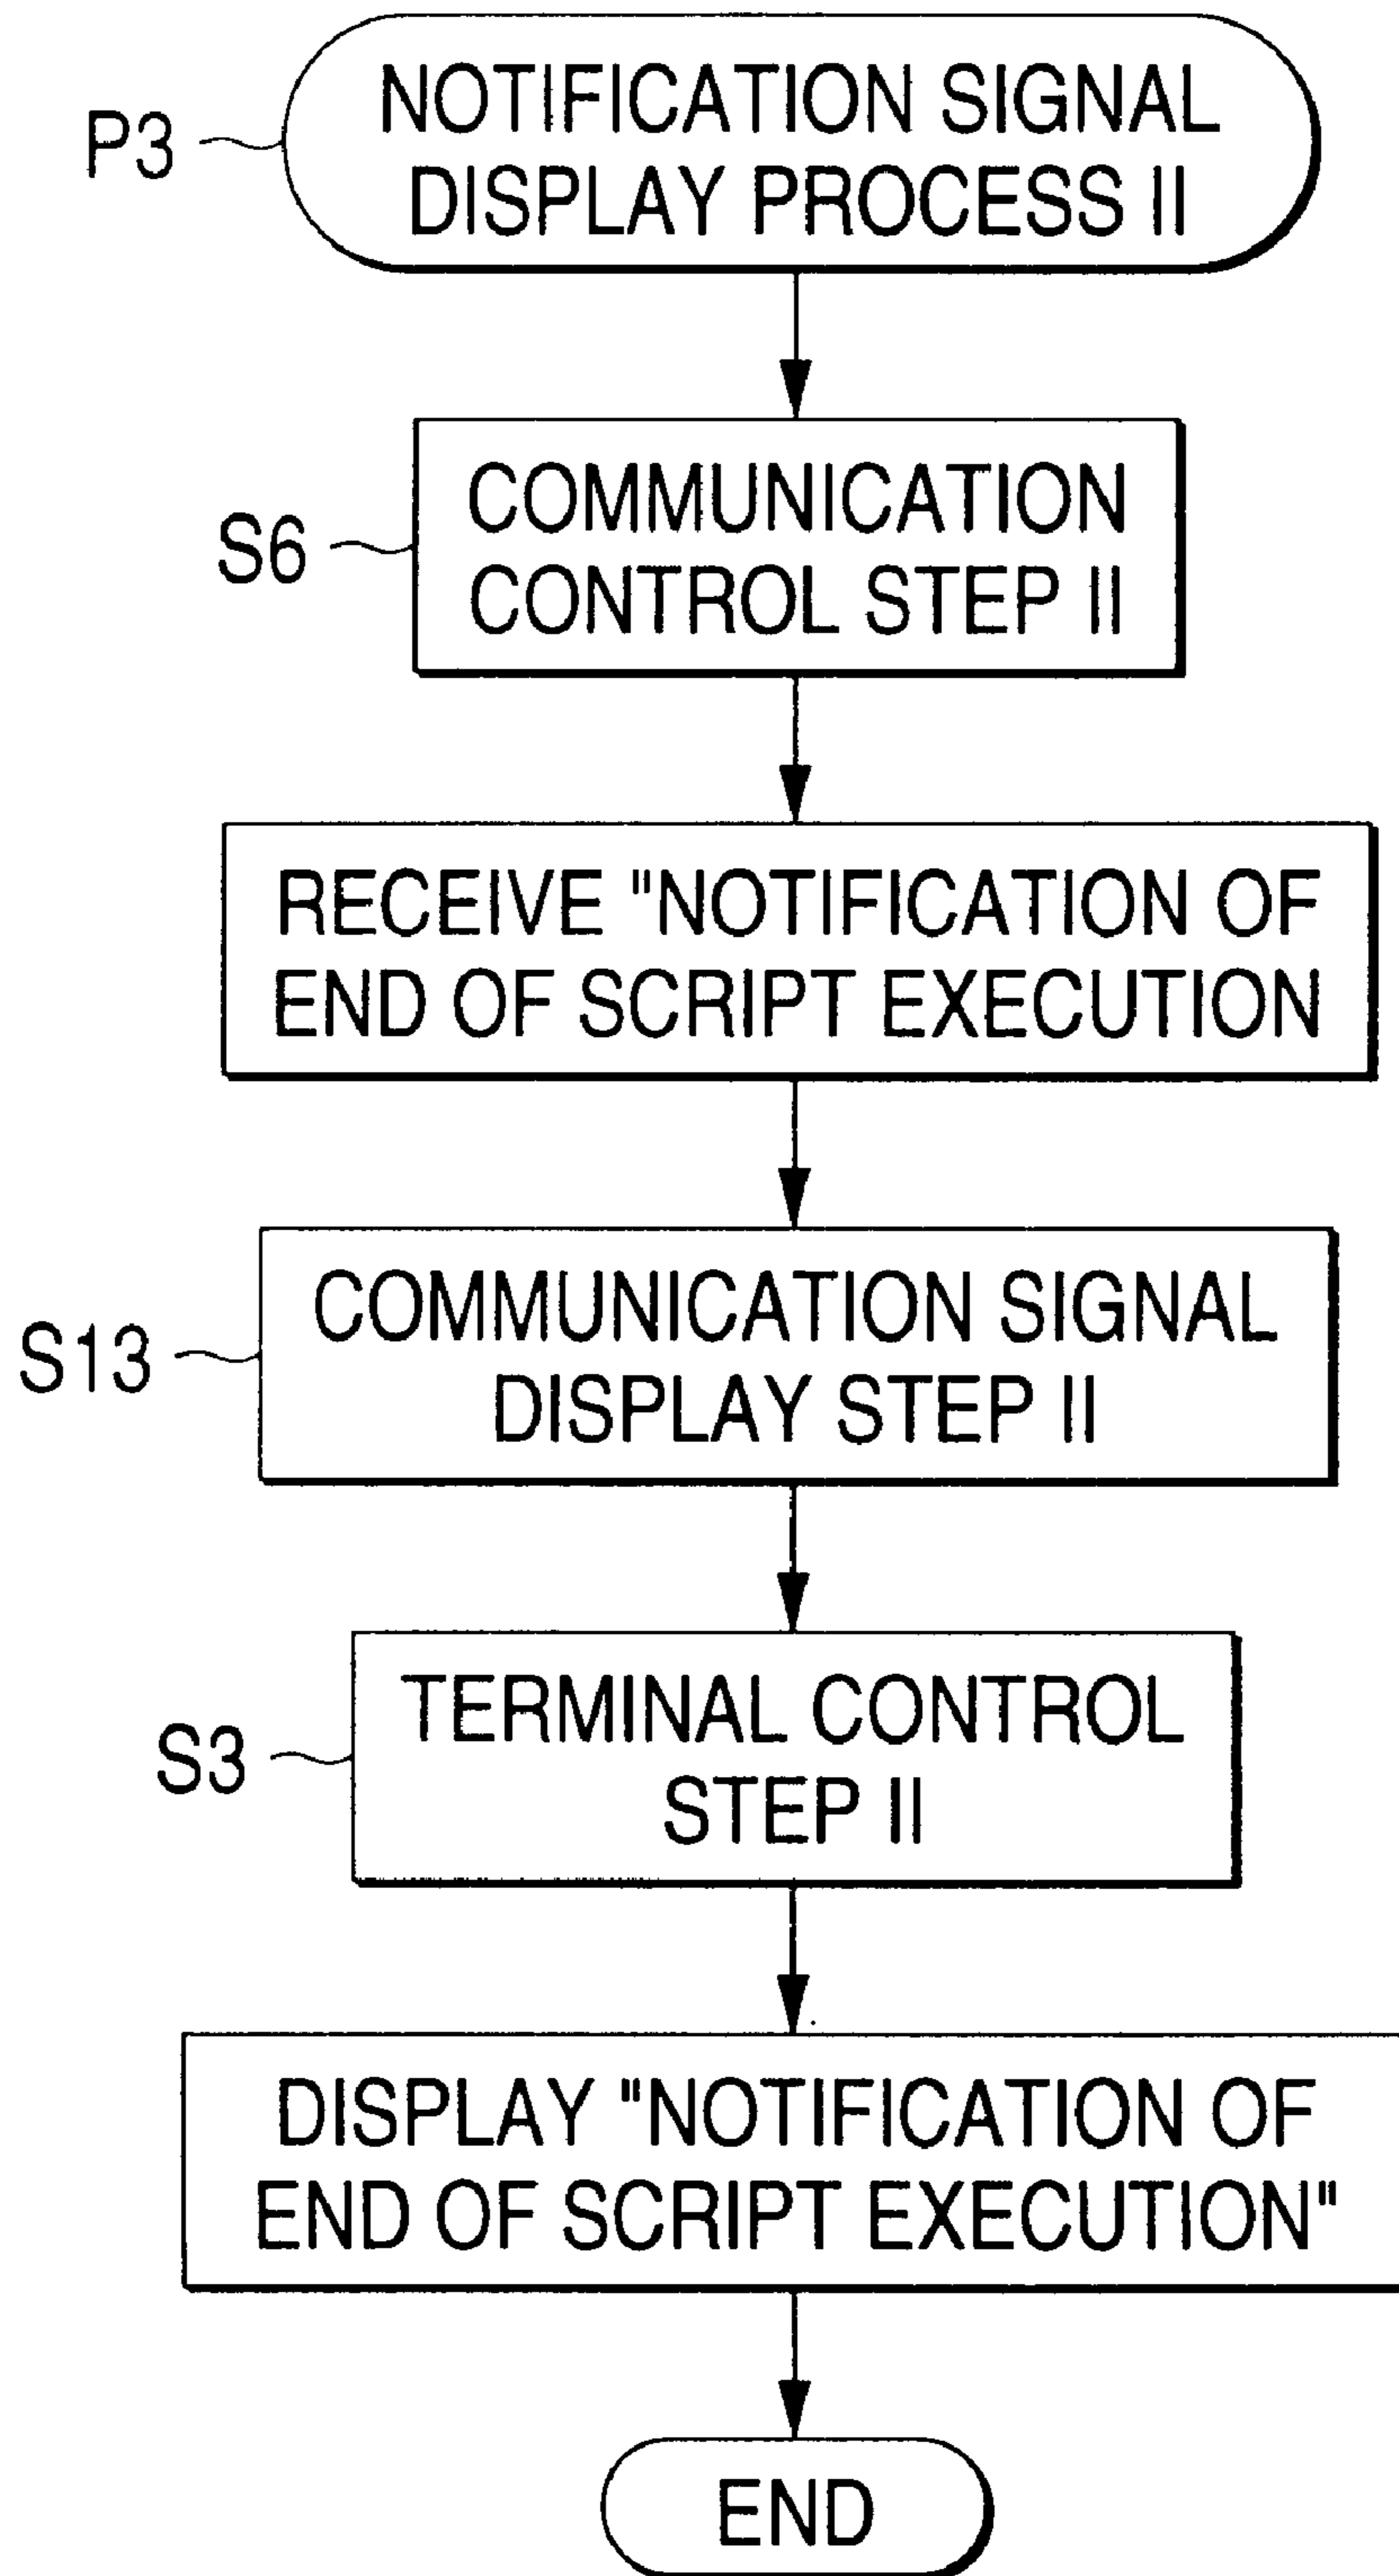 P3
NOTIFICATION SIGNAL
DISPLAY PROCESS II
S6
COMMUNICATION
CONTROL STEP II
RECEIVE "NOTIFICATION OF
END OF SCRIPT EXECUTION
S13
COMMUNICATION SIGNAL
DISPLAY STEP II
S3
TERMINAL CONTROL
STEP II
DISPLAY "NOTIFICATION OF
END OF SCRIPT EXECUTION"
END